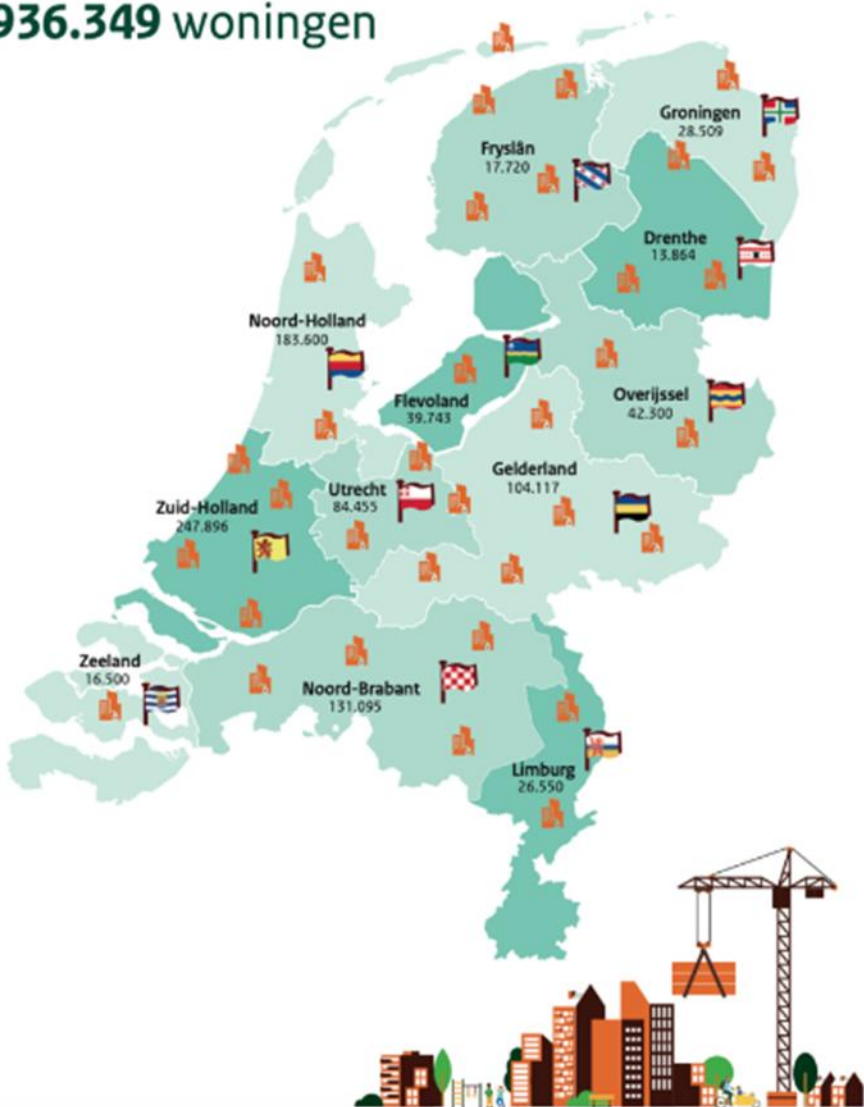 936.349 woningen
Groningen
28.509
Fryslân
17.720
Drenthe
13.864
Noord-Holland
183.600
Flevoland
39.743
Overijssel
42.300
Gelderland
104.117
Utrecht
84.455
Zuid-Holland
247.896
Zeeland
16.500
Noord-Brabant
131.095
Limburg
26.550